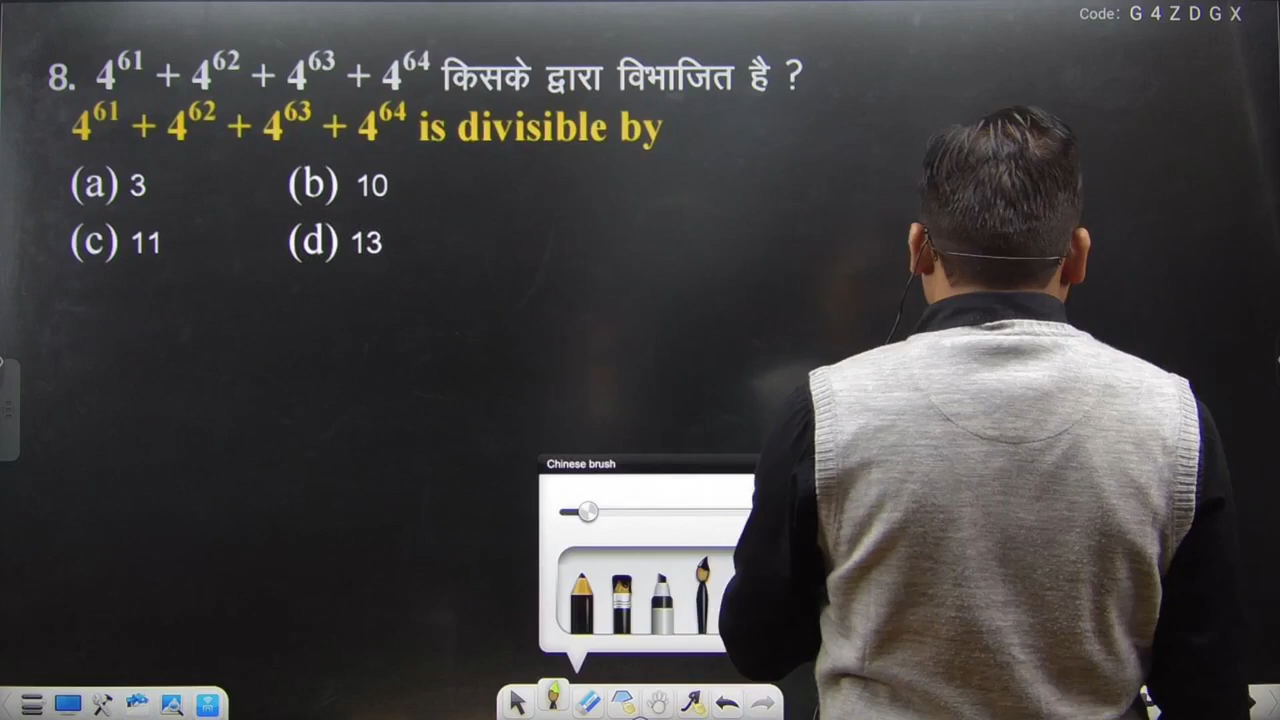 Code: G4ZDGX
8. 4^61 + 4^62 + 4^63 + 4^64 किसके द्वारा विभाजित है ?
4^61 + 4^62 + 4^63 + 4^64 is divisible by
(a) 3 (b) 10
(c) 11 (d) 13
Chinese brush